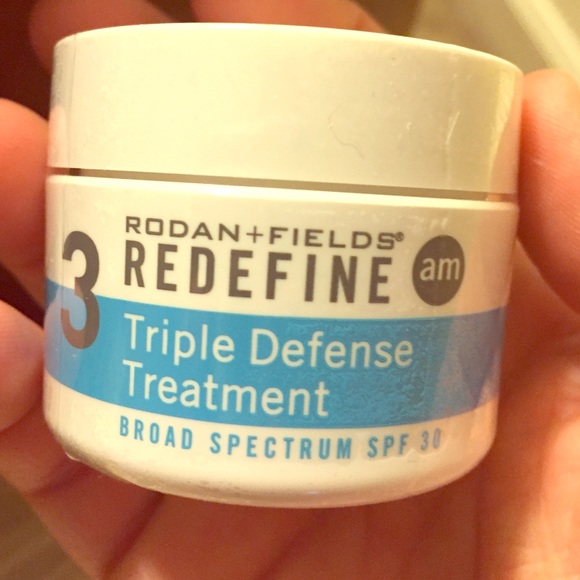 3
RODAN+FIELDS®
REDEFINE am
Triple Defense
Treatment
BROAD SPECTRUM SPF 30